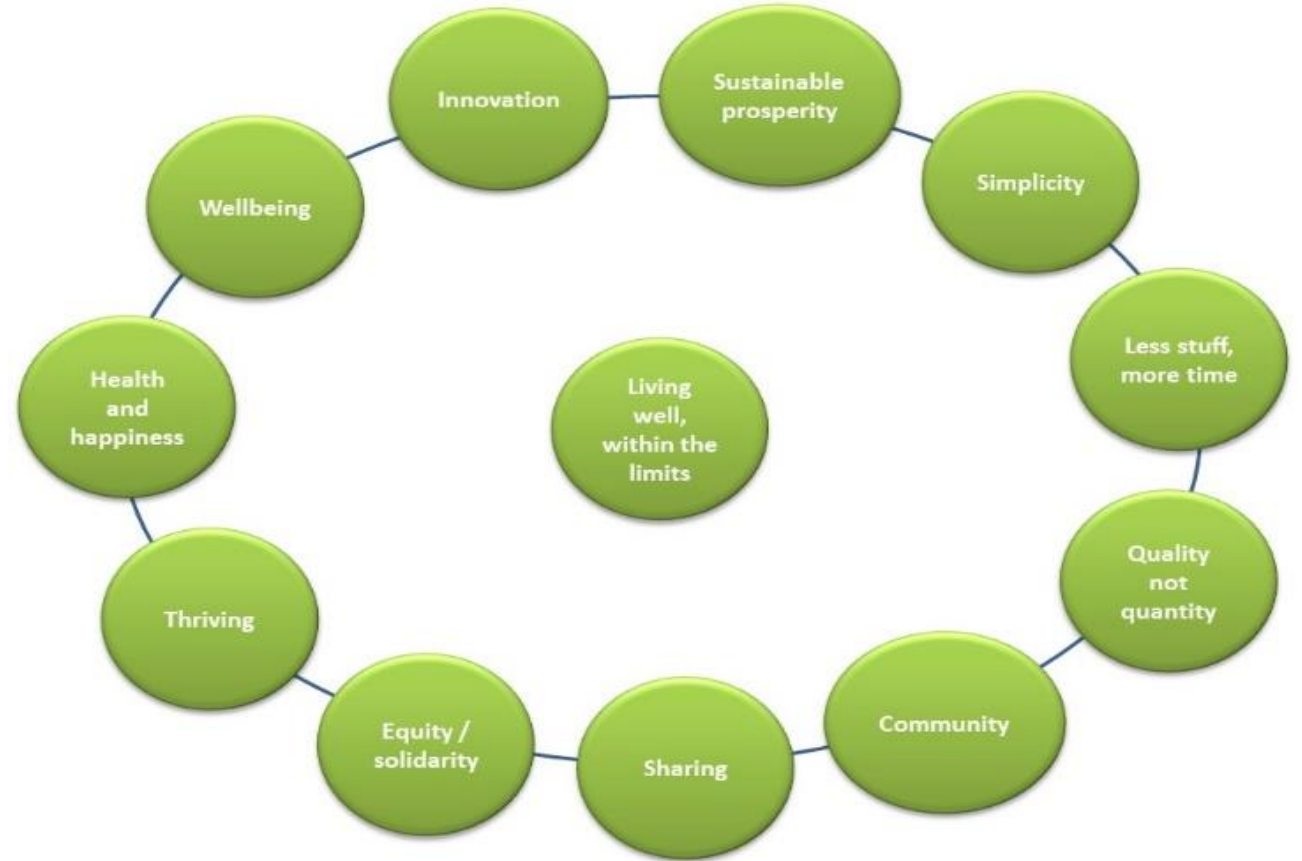 Innovation
Sustainable
prosperity
Simplicity
Less stuff,
more time
Quality
not
quantity
Community
Sharing
Equity /
solidarity
Thriving
Health
and
happiness
Wellbeing
Living
well,
within the
limits